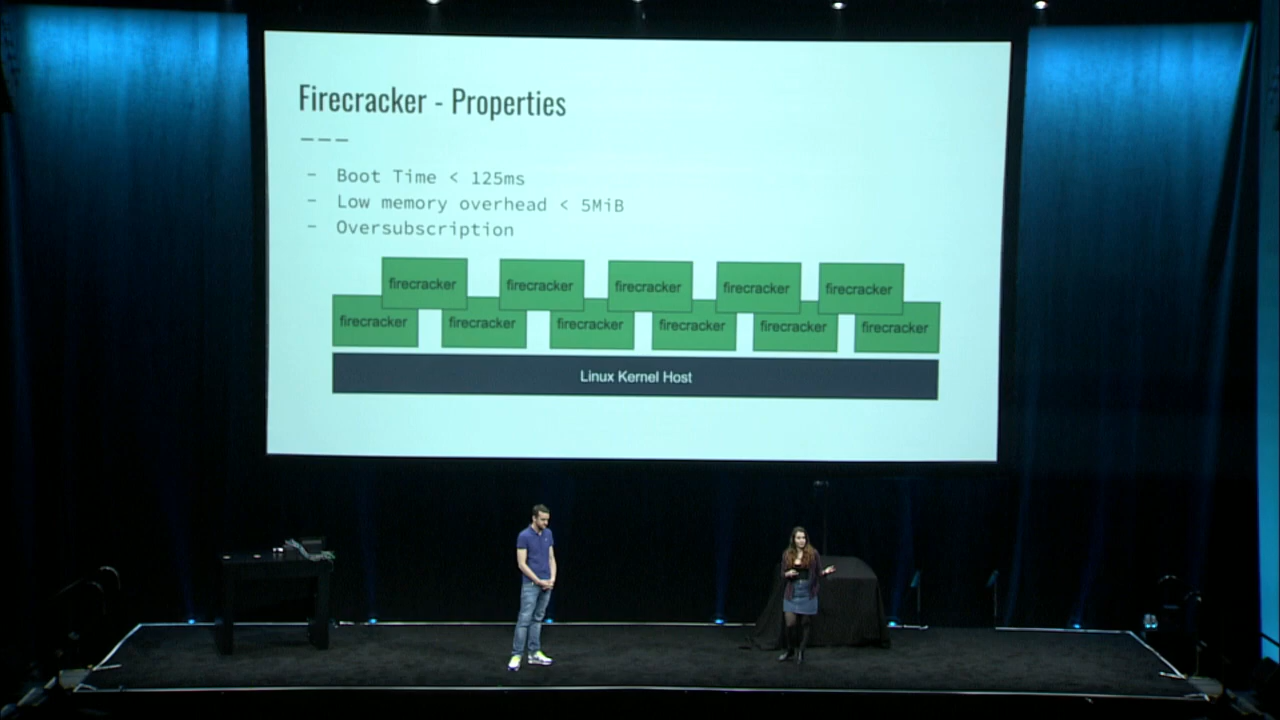 Firecracker - Properties
---
- Boot Time < 125ms
- Low memory overhead < 5MiB
- Oversubscription
firecracker firecracker firecracker firecracker firecracker
firecracker firecracker firecracker firecracker firecracker firecracker
Linux Kernel Host